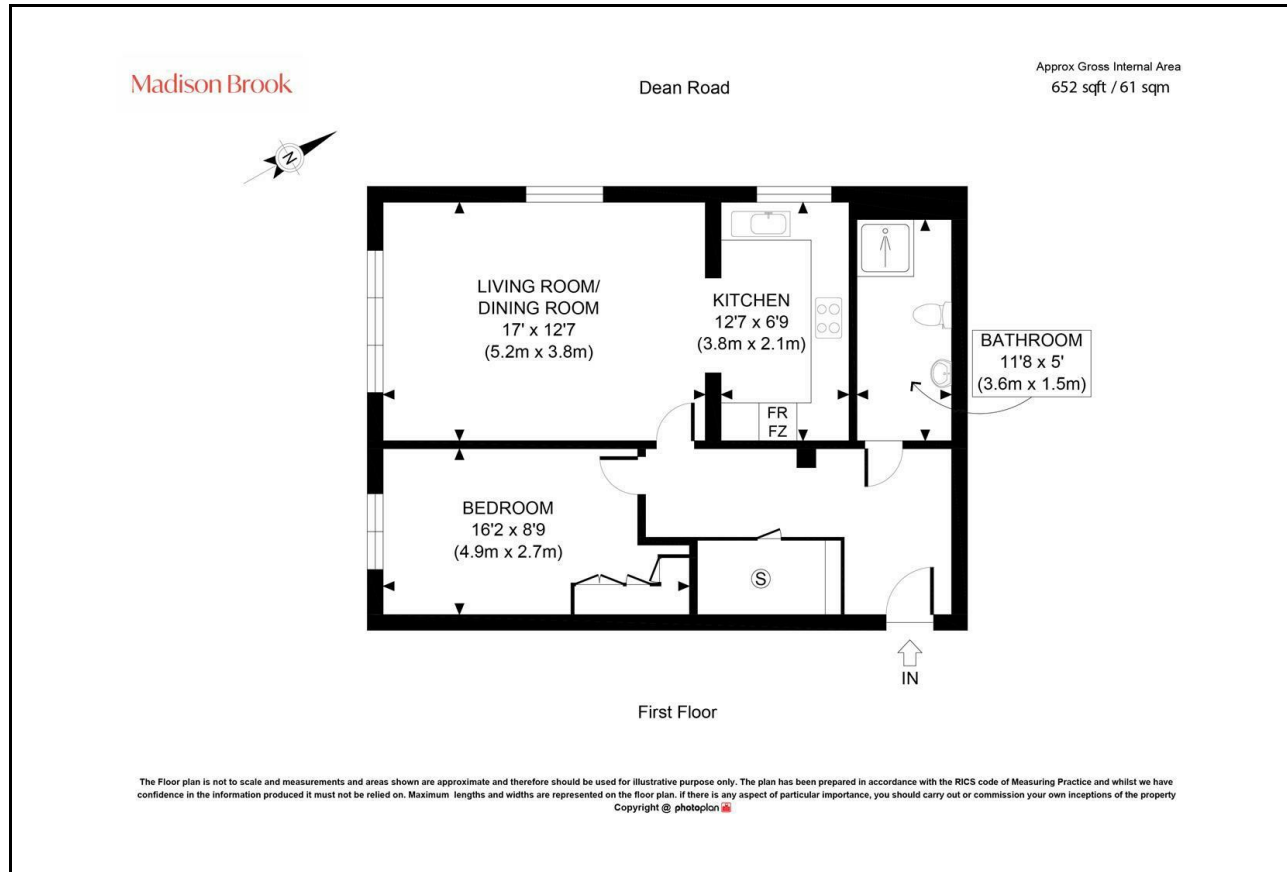 Madison Brook
Dean Road
Approx Gross Internal Area
652 sqft / 61 sqm
N
LIVING ROOM/
DINING ROOM
17' x 12'7
(5.2m x 3.8m)
KITCHEN
12'7 x 6'9
(3.8m x 2.1m)
FR
FZ
BATHROOM
11'8 x 5'
(3.6m x 1.5m)
BEDROOM
16'2 x 8'9
(4.9m x 2.7m)
S
IN
First Floor
The Floor plan is not to scale and measurements and areas shown are approximate and therefore should be used for illustrative purpose only. The plan has been prepared in accordance with the RICS code of Measuring Practice and whilst we have
confidence in the information produced it must not be relied on. Maximum lengths and widths are represented on the floor plan. if there is any aspect of particular importance, you should carry out or commission your own inceptions of the property
Copyright @ photoplan